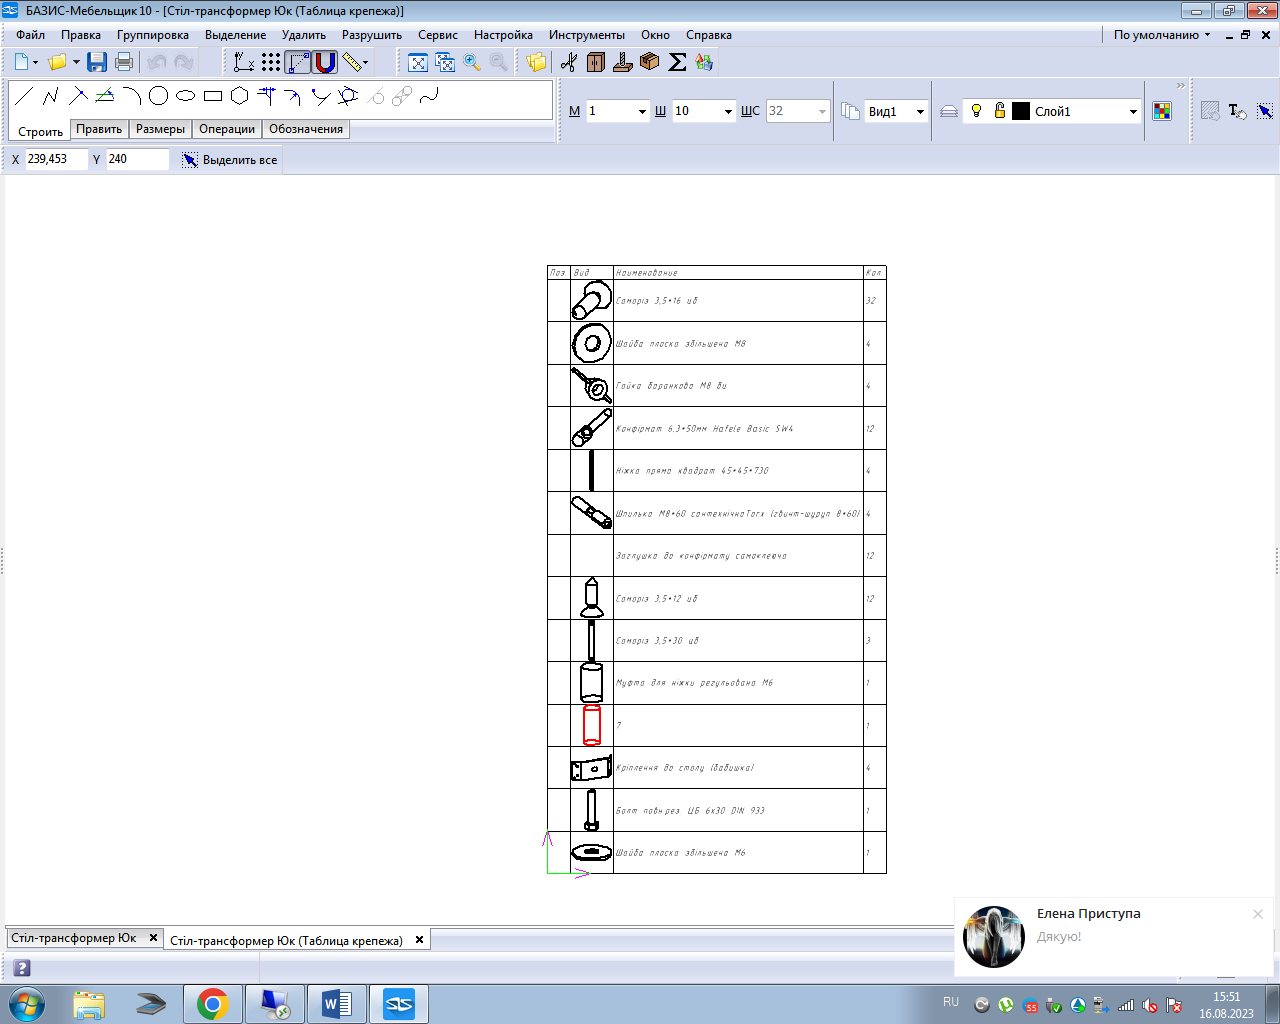 БАЗИС-Мебельщик 10 - [Стіл-трансформер Юк (Таблица крепежа)]
Файл Правка Группировка Выделение Удалить Разрушить Сервис Настройка Инструменты Окно Справка По умолчанию
М 1 Ш 10 ШС 32 Вид1 Слой1
Строить Править Размеры Операции Обозначения
X 239,453 Y 240 Выделить все
Поз Вид Наименование Кол
Саморіз 3,5*16 цб 32
Шайба плоска збільшена М8 4
Гайка баранкова М8 би 4
Конфірмат 6.3*50мм Hafele Basic SW4 12
Ніжка пряма квадрат 45*45*730 4
Шпилька М8*60 сантехнічнаTorx (гвинт-шуруп 8*60) 4
Заглушка до конфірмату самоклеюча 12
Саморіз 3,5*12 цб 12
Саморіз 3,5*30 цб 3
Муфта для ніжки регульована М6 1
7 1
Кріплення до столу (бабишка) 4
Болт повн.рез. ЦБ 6х30 DIN 933 1
Шайба плоска збільшена М6 1
Елена Приступа
Дякую!
Стіл-трансформер Юк Стіл-трансформер Юк (Таблица крепежа)
RU
15:51
16.08.2023